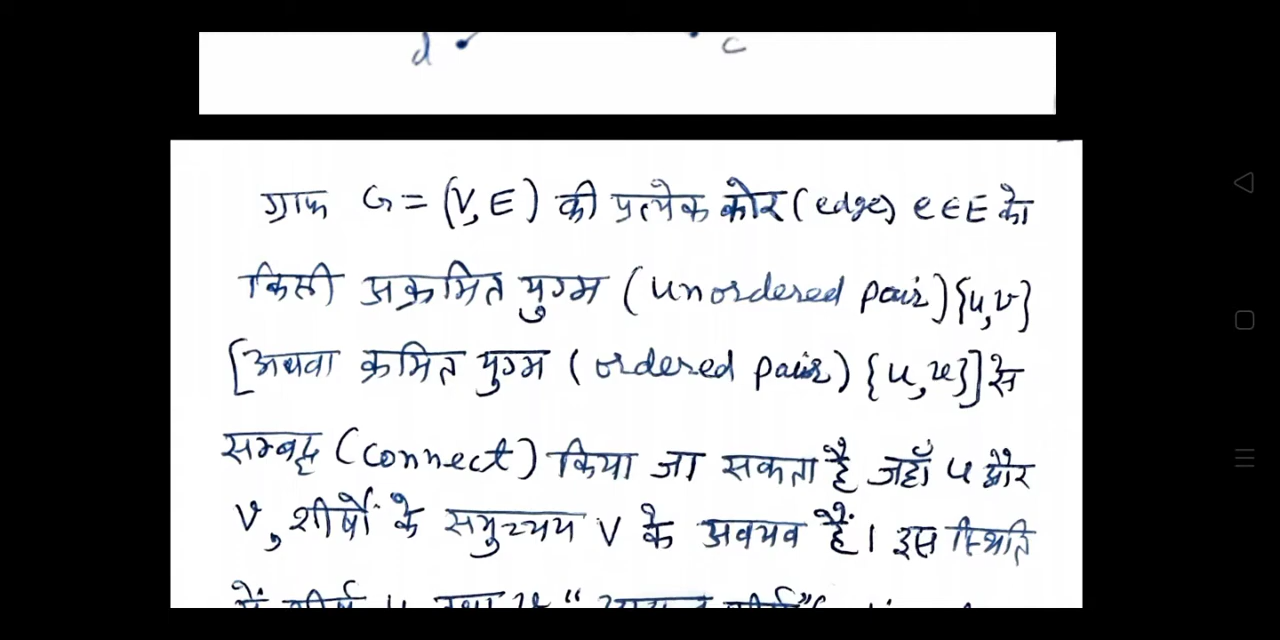 d c
ग्राफ G = (V, E) की प्रत्येक कोर (edge) e ∈ E को
किसी अक्रमित युग्म (unordered pair) {u, v}
[अथवा क्रमित युग्म (ordered pair) {u, v}] से
सम्बद्ध (connect) किया जा सकता है जहाँ u और
v, शीर्षों के समुच्चय V के अवयव हैं। इस स्थिति
में शीर्ष u तथा v "